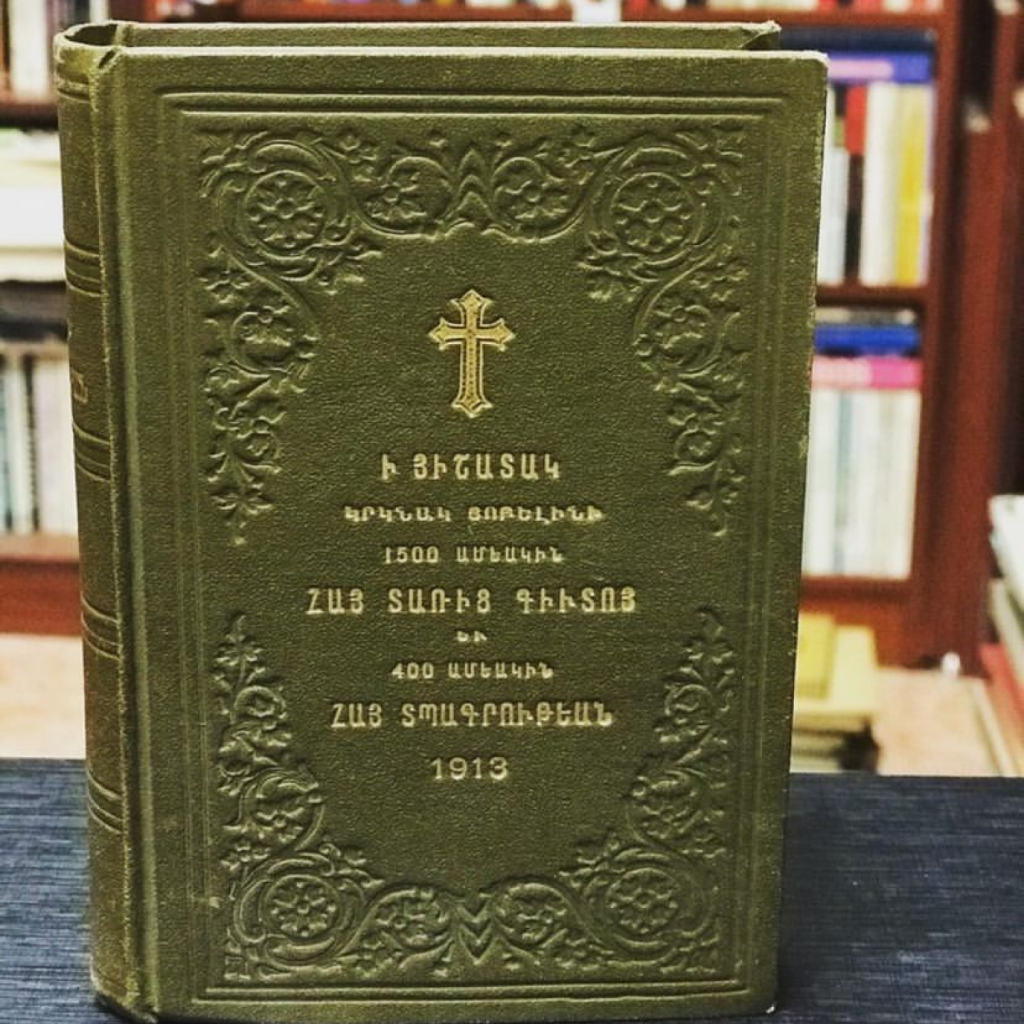 Ի ՅԻՇԱՏԱԿ
ԿՐԿՆԱԿ ՅՈԲԵԼԻՆԻ
1500 ԱՄԵԱԿԻՆ
ՀԱՅ ՏԱՌԻՑ ԳԻՒՏՈՅ
ԵՒ
400 ԱՄԵԱԿԻՆ
ՀԱՅ ՏՊԱԳՐՈՒԹԵԱՆ
1913